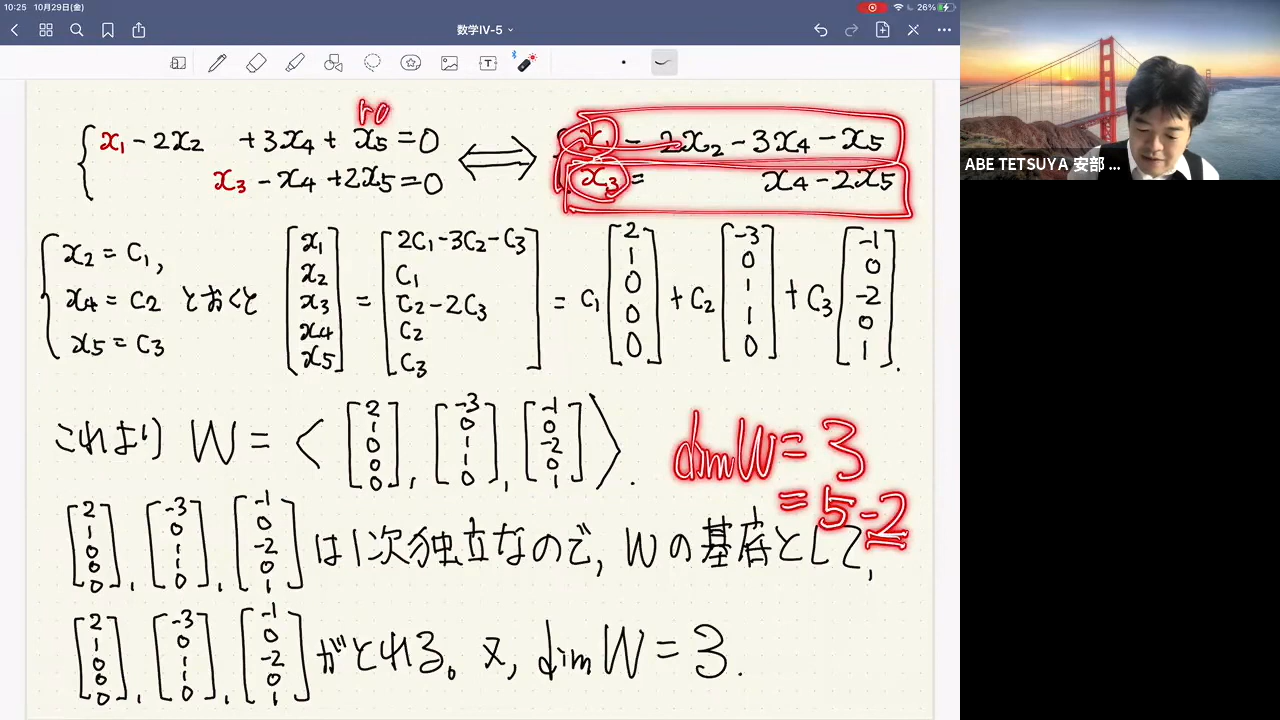 10:25 10月29日(金) 26%
数学IV-5
ABE TETSUYA 安部 ...
x₁ - 2x₂ + 3x₄ + x₅ = 0 ⟺ - 2x₂ - 3x₄ - x₅
x₃ - x₄ + 2x₅ = 0 x₃ = x₄ - 2x₅
x₂ = C₁,
x₄ = C₂ とおくと
x₅ = C₃
[x₁ x₂ x₃ x₄ x₅] = [2C₁-3C₂-C₃ C₁ C₂-2C₃ C₂ C₃] = C₁ [2 1 0 0 0] + C₂ [-3 0 1 1 0] + C₃ [-1 0 -2 0 1].
これより W = < [2 1 0 0 0], [-3 0 1 1 0], [-1 0 -2 0 1] >.
dim W = 3
= 5 - 2
[2 1 0 0 0], [-3 0 1 1 0], [-1 0 -2 0 1] は1次独立なので, Wの基底として,
[2 1 0 0 0], [-3 0 1 1 0], [-1 0 -2 0 1] がとれる。又, dim W = 3.